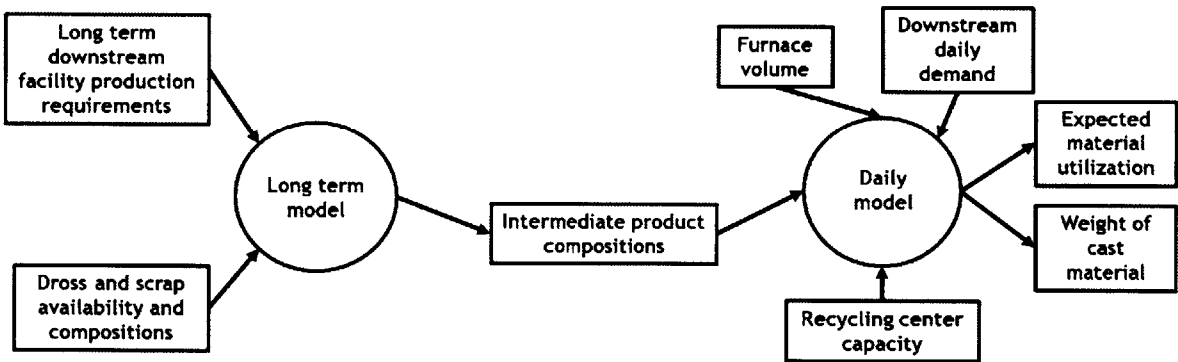 Long term
downstream
facility production
requirements
Dross and scrap
availability and
compositions
Long term
model
Intermediate product
compositions
Furnace
volume
Downstream
daily
demand
Daily
model
Recycling center
capacity
Expected
material
utilization
Weight of
cast
material